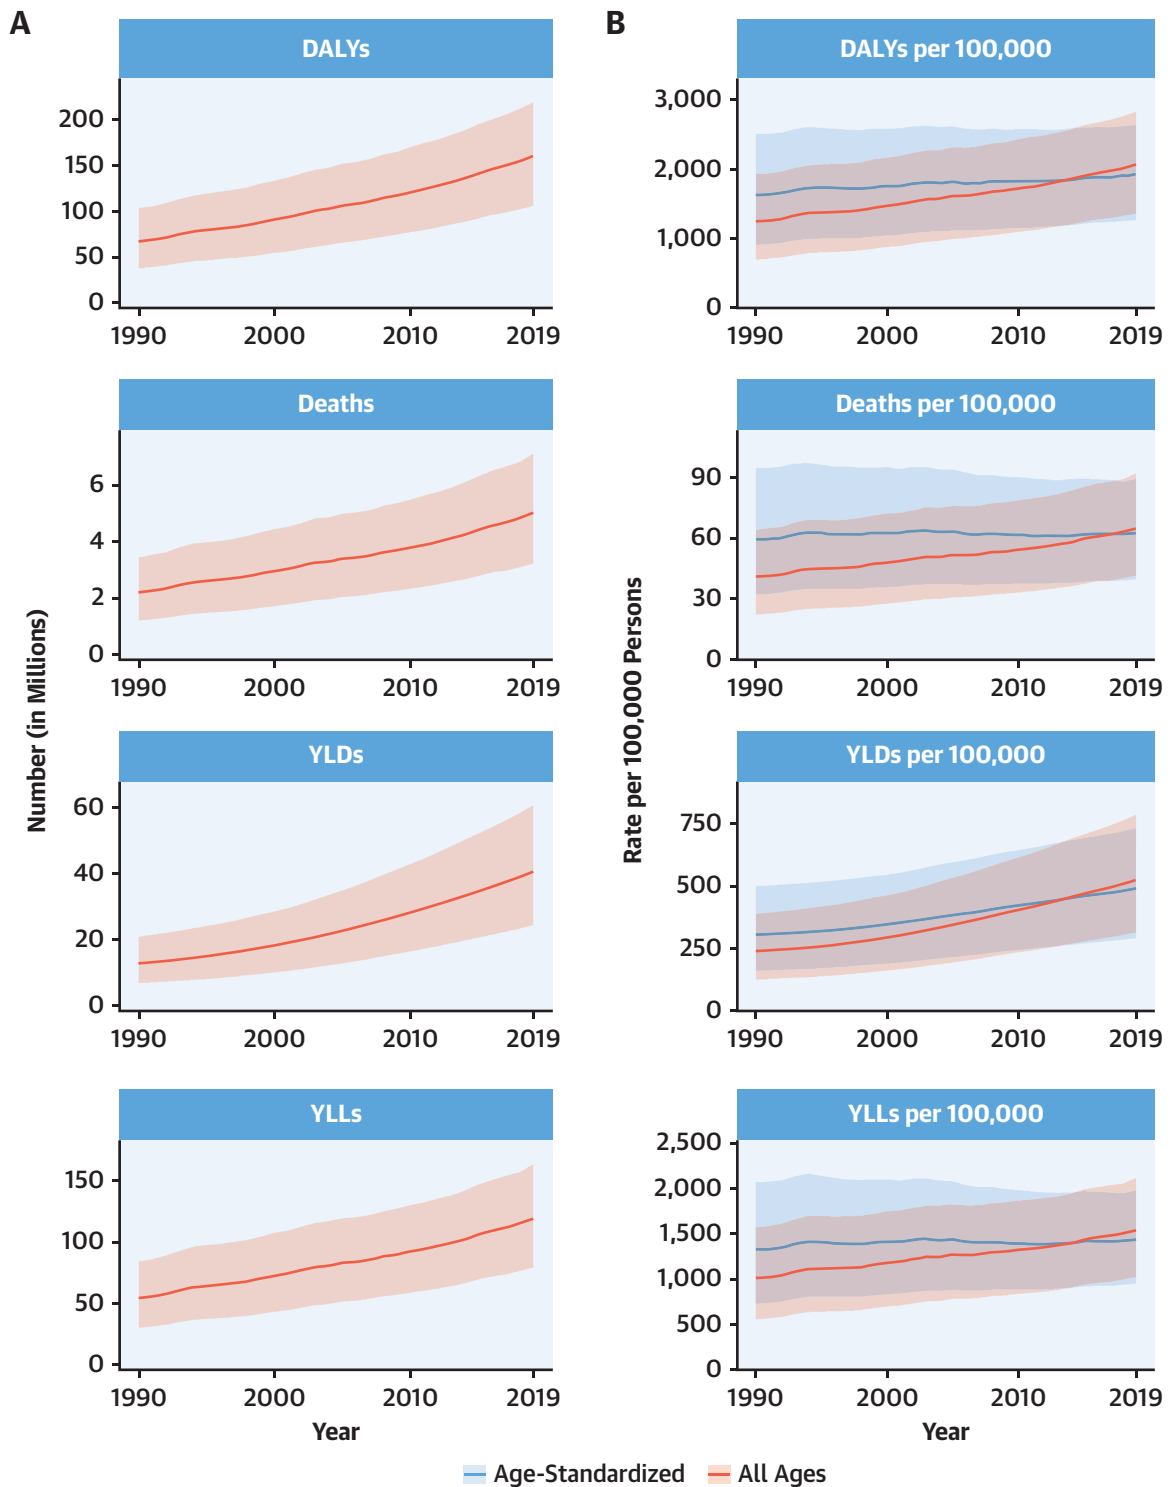 A
DALYs
200
150
100
50
0
1990 2000 2010 2019
Deaths
6
4
2
0
1990 2000 2010 2019
YLDs
60
40
20
0
1990 2000 2010 2019
YLLs
150
100
50
0
1990 2000 2010 2019
Year
Number (in Millions)
B
DALYs per 100,000
3,000
2,000
1,000
0
1990 2000 2010 2019
Deaths per 100,000
90
60
30
0
1990 2000 2010 2019
YLDs per 100,000
750
500
250
0
1990 2000 2010 2019
YLLs per 100,000
2,500
2,000
1,500
1,000
500
0
1990 2000 2010 2019
Year
Rate per 100,000 Persons
Age-Standardized All Ages